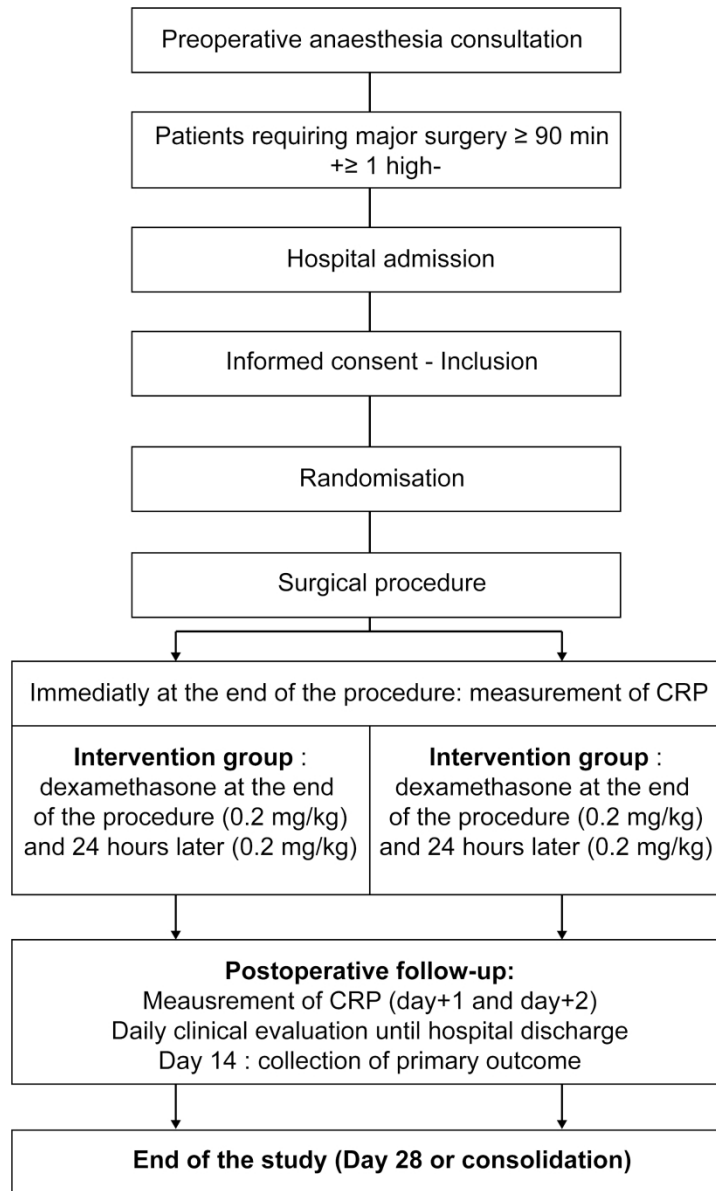 Preoperative anaesthesia consultation
Patients requiring major surgery ≥ 90 min
+≥ 1 high-
Hospital admission
Informed consent - Inclusion
Randomisation
Surgical procedure
Immediatly at the end of the procedure: measurement of CRP
Intervention group :
dexamethasone at the end
of the procedure (0.2 mg/kg)
and 24 hours later (0.2 mg/kg)
Intervention group :
dexamethasone at the end
of the procedure (0.2 mg/kg)
and 24 hours later (0.2 mg/kg)
Postoperative follow-up:
Meausrement of CRP (day+1 and day+2)
Daily clinical evaluation until hospital discharge
Day 14 : collection of primary outcome
End of the study (Day 28 or consolidation)